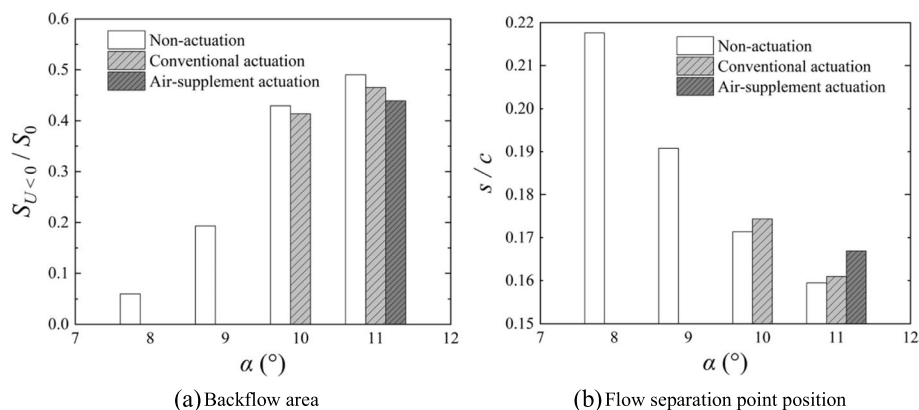 0.6
Non-actuation
Conventional actuation
Air-supplement actuation
0.5
0.4
0.3
0.2
0.1
0.0
S_{U<0} / S_0
7 8 9 10 11 12
α (°)
(a) Backflow area
0.22
Non-actuation
Conventional actuation
Air-supplement actuation
0.21
0.20
0.19
0.18
0.17
0.16
0.15
s / c
7 8 9 10 11 12
α (°)
(b) Flow separation point position